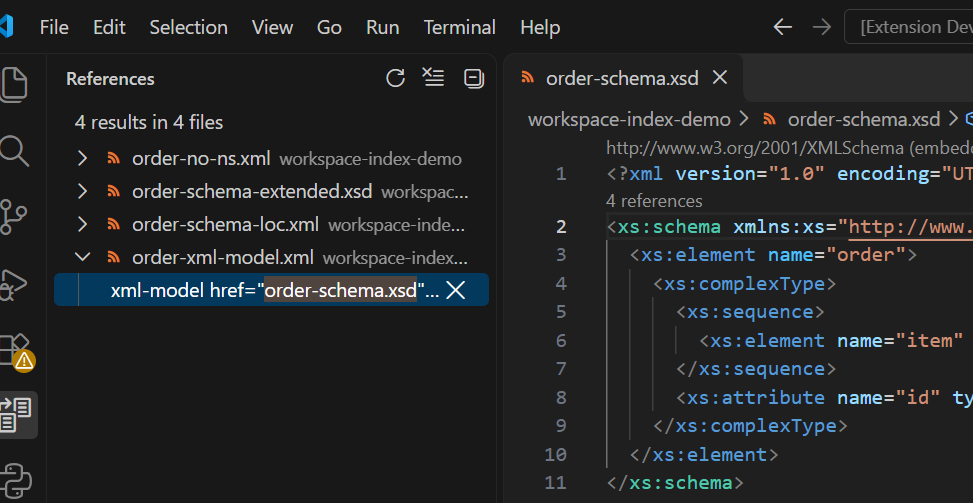 File Edit Selection View Go Run Terminal Help [Extension Dev
References
4 results in 4 files
order-no-ns.xml workspace-index-demo
order-schema-extended.xsd workspac...
order-schema-loc.xml workspace-inde...
order-xml-model.xml workspace-index...
xml-model href="order-schema.xsd"...
order-schema.xsd
workspace-index-demo > order-schema.xsd >
http://www.w3.org/2001/XMLSchema (embedd
1 <?xml version="1.0" encoding="UT
4 references
2 <xs:schema xmlns:xs="http://www.
3 <xs:element name="order">
4 <xs:complexType>
5 <xs:sequence>
6 <xs:element name="item"
7 </xs:sequence>
8 <xs:attribute name="id" ty
9 </xs:complexType>
10 </xs:element>
11 </xs:schema>